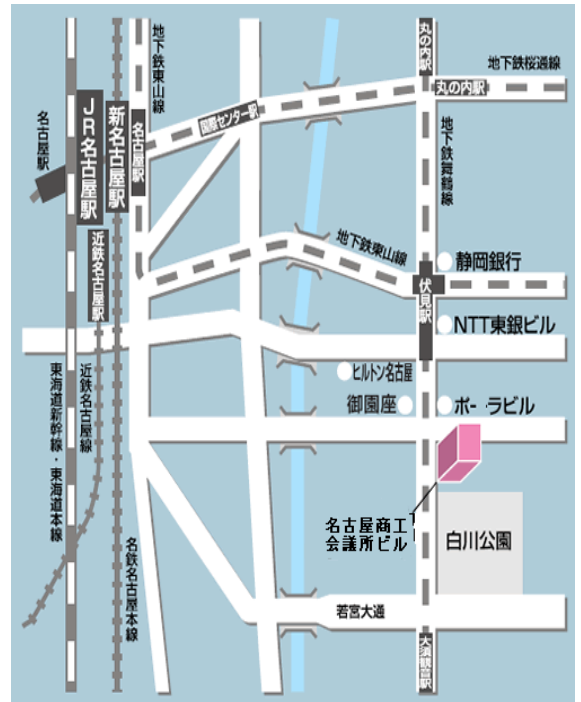 地下鉄東山線
丸の内駅
地下鉄桜通線
丸の内駅
国際センター駅
名古屋駅
JR名古屋駅
新名古屋駅
名古屋駅
地下鉄舞鶴線
近鉄名古屋駅
地下鉄東山線
静岡銀行
伏見駅
NTT東銀ビル
ヒルトン名古屋
御園座
ポーラビル
東海道新幹線・東海道本線
近鉄名古屋線
名鉄名古屋本線
名古屋商工
会議所ビル
白川公園
若宮大通
大須観音駅